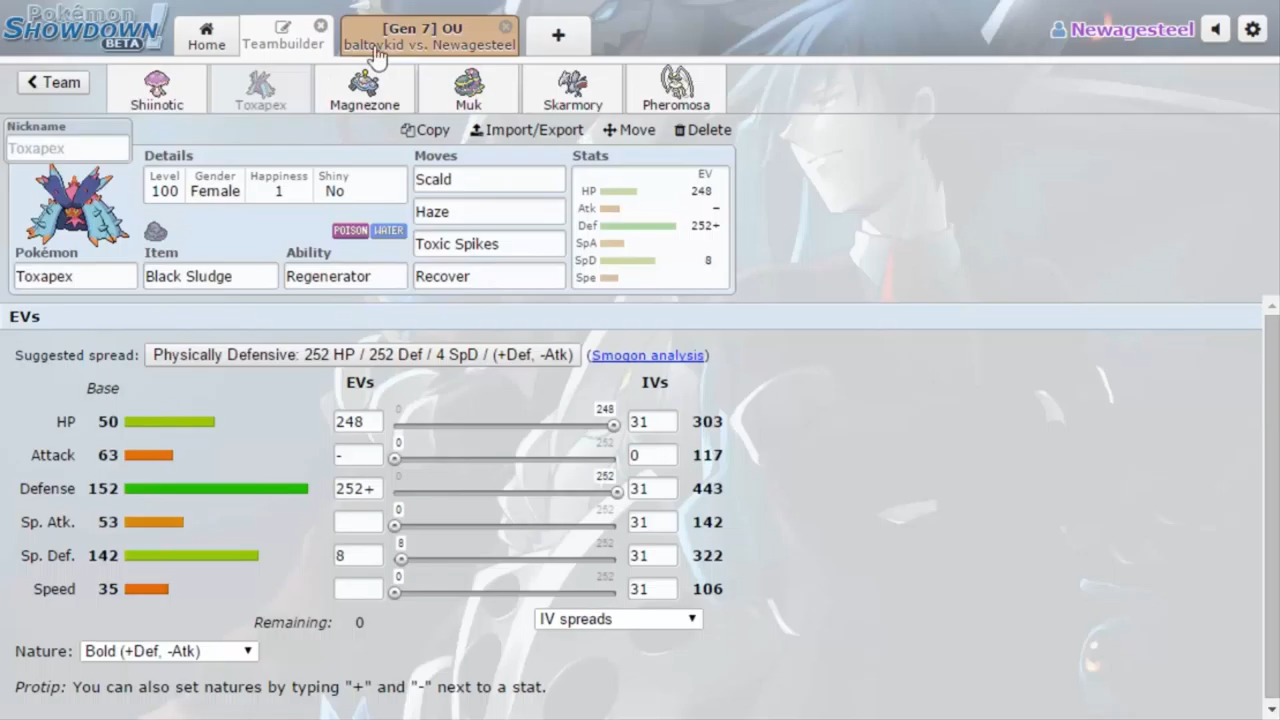 Pokémon
SHOWDOWN!
BETA
Home
Teambuilder
[Gen 7] OU
baltoykid vs. Newagesteel
+
Newagesteel
Team
Shiinotic
Toxapex
Magnezone
Muk
Skarmory
Pheromosa
Nickname
Toxapex
Copy
Import/Export
Move
Delete
Details
Level Gender Happiness Shiny
100 Female 1 No
POISON WATER
Pokémon
Toxapex
Item
Black Sludge
Ability
Regenerator
Moves
Scald
Haze
Toxic Spikes
Recover
Stats
EV
HP 248
Atk -
Def 252+
SpA
SpD 8
Spe
EVs
Suggested spread: Physically Defensive: 252 HP / 252 Def / 4 SpD / (+Def, -Atk) (Smogon analysis)
Base EVs IVs
HP 50 248 0 248 31 303
Attack 63 - 0 252 0 117
Defense 152 252+ 0 252 31 443
Sp. Atk. 53 0 252 31 142
Sp. Def. 142 8 8 252 31 322
Speed 35 0 252 31 106
Remaining: 0 IV spreads
Nature: Bold (+Def, -Atk)
Protip: You can also set natures by typing "+" and "-" next to a stat.